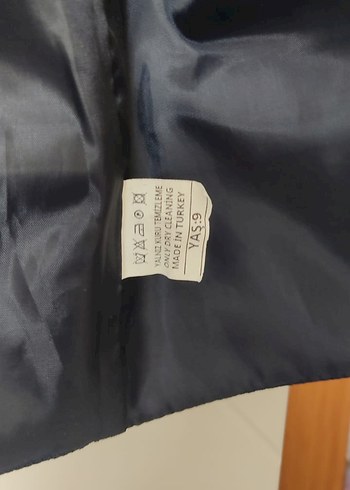 YALNIZ KURU TEMİZLEME
ONLY DRY CLEANING
MADE IN TURKEY
YAŞ:9